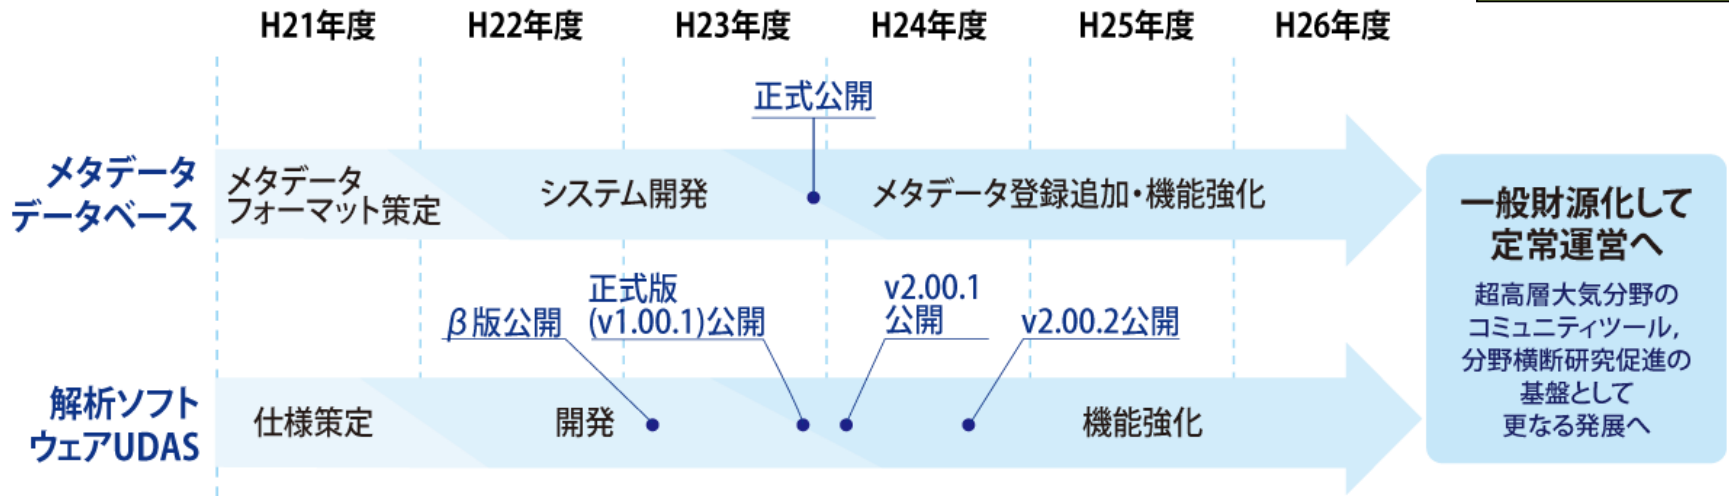 H21年度
H22年度
H23年度
H24年度
H25年度
H26年度
正式公開
メタデータ
データベース
メタデータ
フォーマット策定
システム開発
メタデータ登録追加・機能強化
β版公開
正式版
(v1.00.1)公開
v2.00.1
公開
v2.00.2公開
解析ソフト
ウェアUDAS
仕様策定
開発
機能強化
一般財源化して
定常運営へ
超高層大気分野の
コミュニティツール,
分野横断研究促進の
基盤として
更なる発展へ